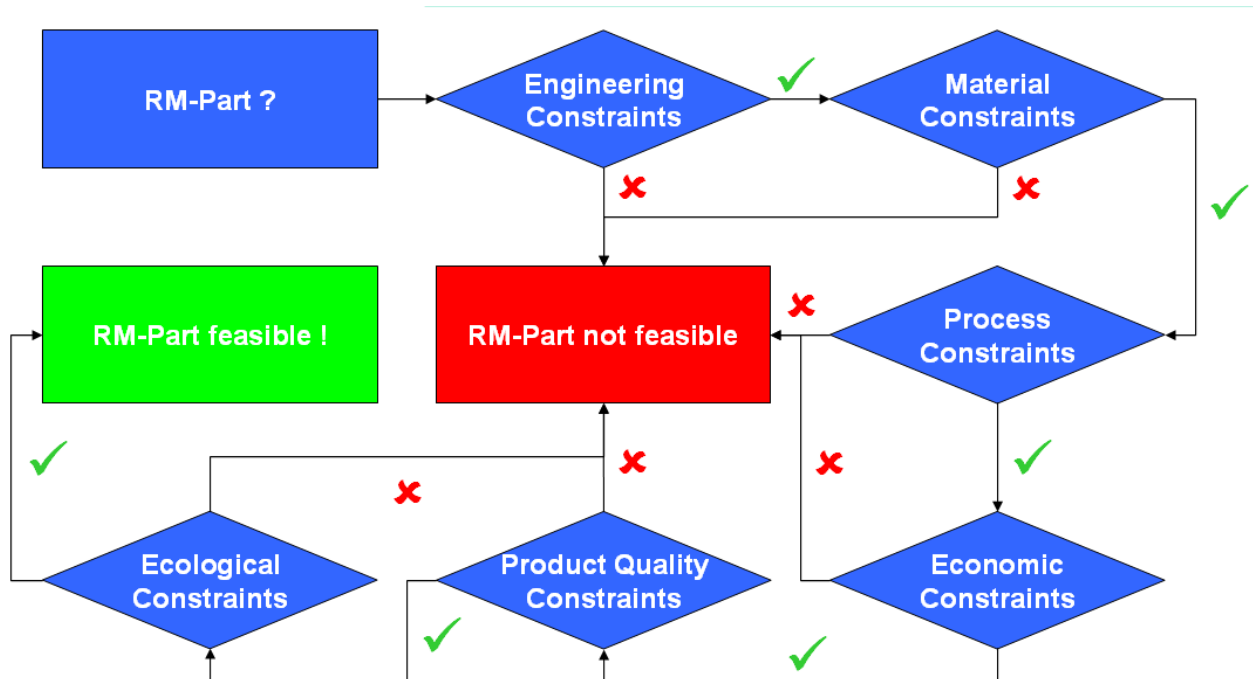 RM-Part ?
Engineering
Constraints
Material
Constraints
RM-Part feasible !
RM-Part not feasible
Process
Constraints
Ecological
Constraints
Product Quality
Constraints
Economic
Constraints